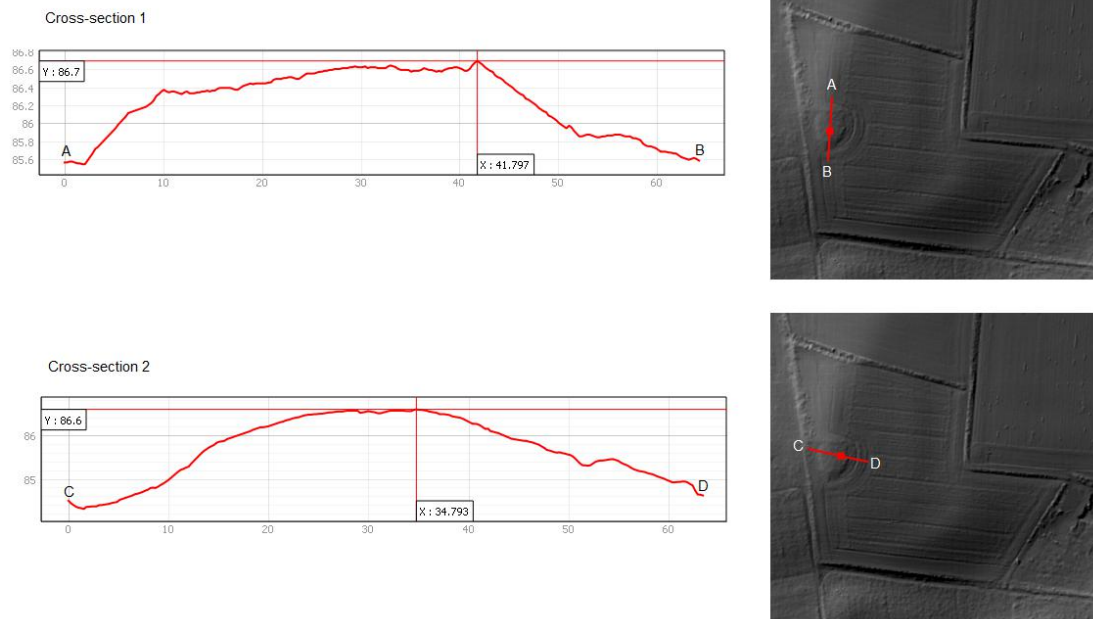 Cross-section 1
86.8
Y : 86.7
86.6
86.4
86.2
86
85.8
85.6
A
B
X : 41.797
0 10 20 30 40 50 60
A
B
Cross-section 2
Y : 86.6
86
85
C
D
X : 34.793
0 10 20 30 40 50 60
C
D